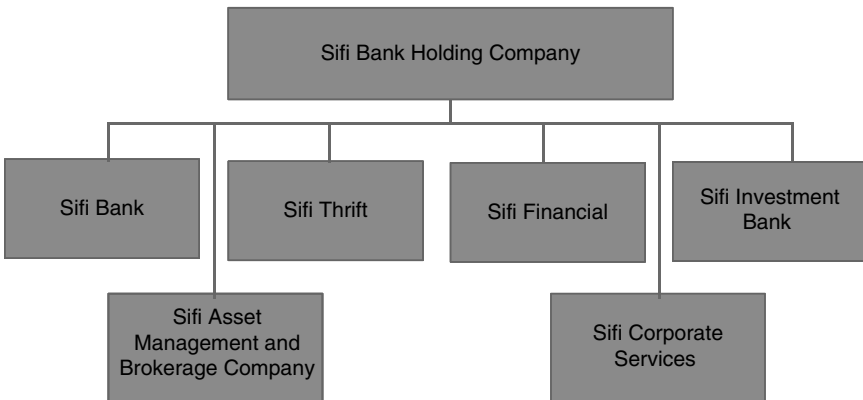 Sifi Bank Holding Company
Sifi Bank
Sifi Thrift
Sifi Financial
Sifi Investment
Bank
Sifi Asset
Management and
Brokerage Company
Sifi Corporate
Services